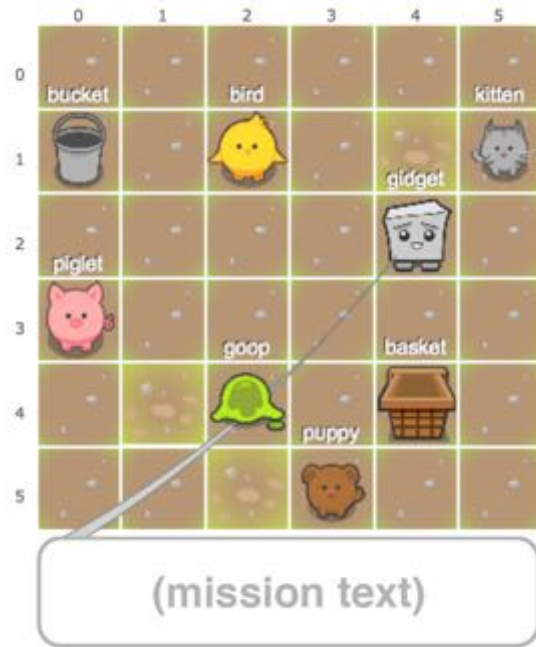 0 1 2 3 4 5
0
bucket bird kitten
1
gidget
2
piglet
3
goop basket
4
puppy
5
(mission text)